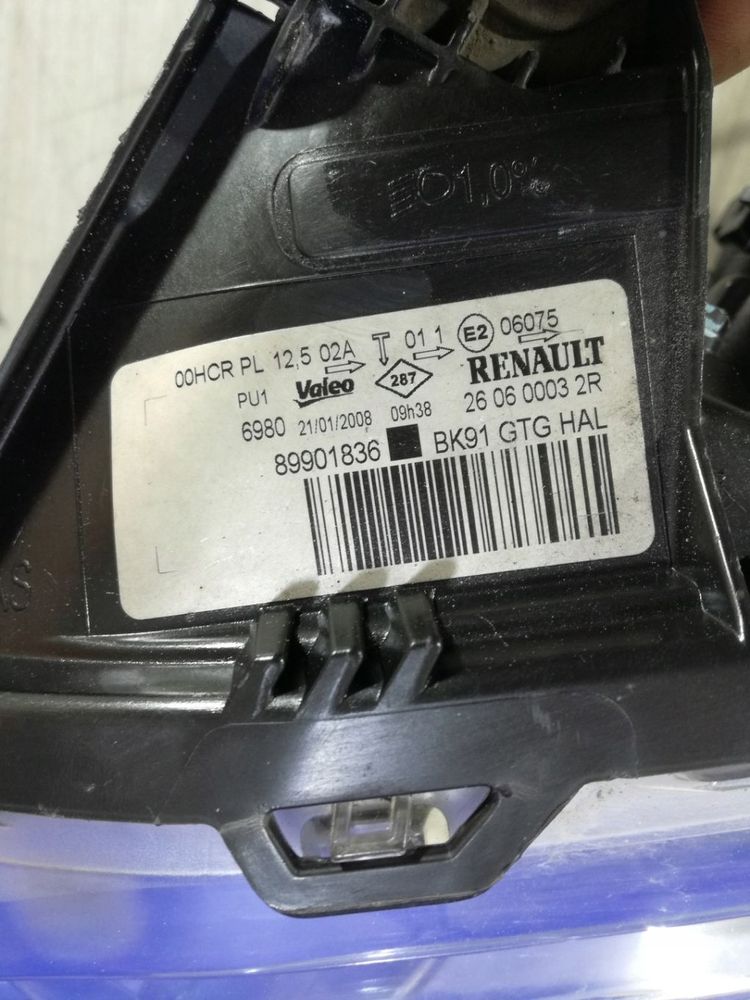 1,0%
00HCR PL 12,5 02A T 01 1 E2 06075
PU1 Valeo 287 RENAULT
6980 21/01/2008 09h38 26 06 0003 2R
89901836 BK91 GTG HAL